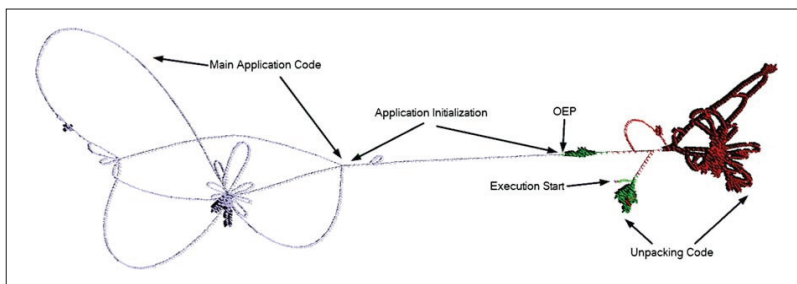 Main Application Code
Application Initialization
OEP
Execution Start
Unpacking Code